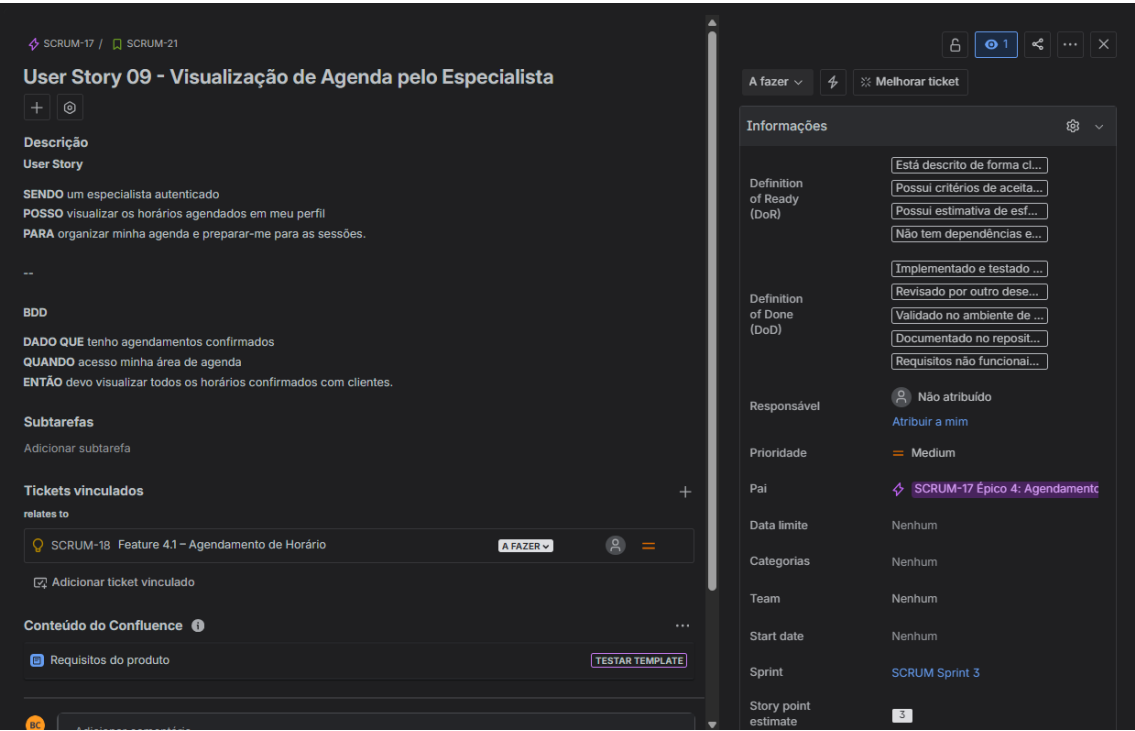 SCRUM-17 / SCRUM-21
User Story 09 - Visualização de Agenda pelo Especialista
Descrição
User Story
SENDO um especialista autenticado
POSSO visualizar os horários agendados em meu perfil
PARA organizar minha agenda e preparar-me para as sessões.
--
BDD
DADO QUE tenho agendamentos confirmados
QUANDO acesso minha área de agenda
ENTÃO devo visualizar todos os horários confirmados com clientes.
Subtarefas
Adicionar subtarefa
Tickets vinculados
relates to
SCRUM-18 Feature 4.1 – Agendamento de Horário A FAZER
Adicionar ticket vinculado
Conteúdo do Confluence
Requisitos do produto TESTAR TEMPLATE
BC
Adicionar comentário
1
A fazer
Melhorar ticket
Informações
Definition
of Ready
(DoR)
Está descrito de forma cl...
Possui critérios de aceita...
Possui estimativa de esf...
Não tem dependências e...
Definition
of Done
(DoD)
Implementado e testado ...
Revisado por outro dese...
Validado no ambiente de ...
Documentado no reposit...
Requisitos não funcionai...
Responsável
Não atribuído
Atribuir a mim
Prioridade Medium
Pai SCRUM-17 Épico 4: Agendamento
Data limite Nenhum
Categorias Nenhum
Team Nenhum
Start date Nenhum
Sprint SCRUM Sprint 3
Story point
estimate
3